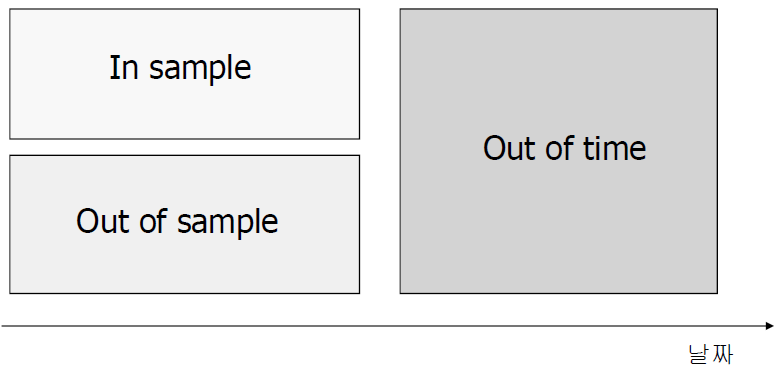 In sample
Out of sample
Out of time
날짜